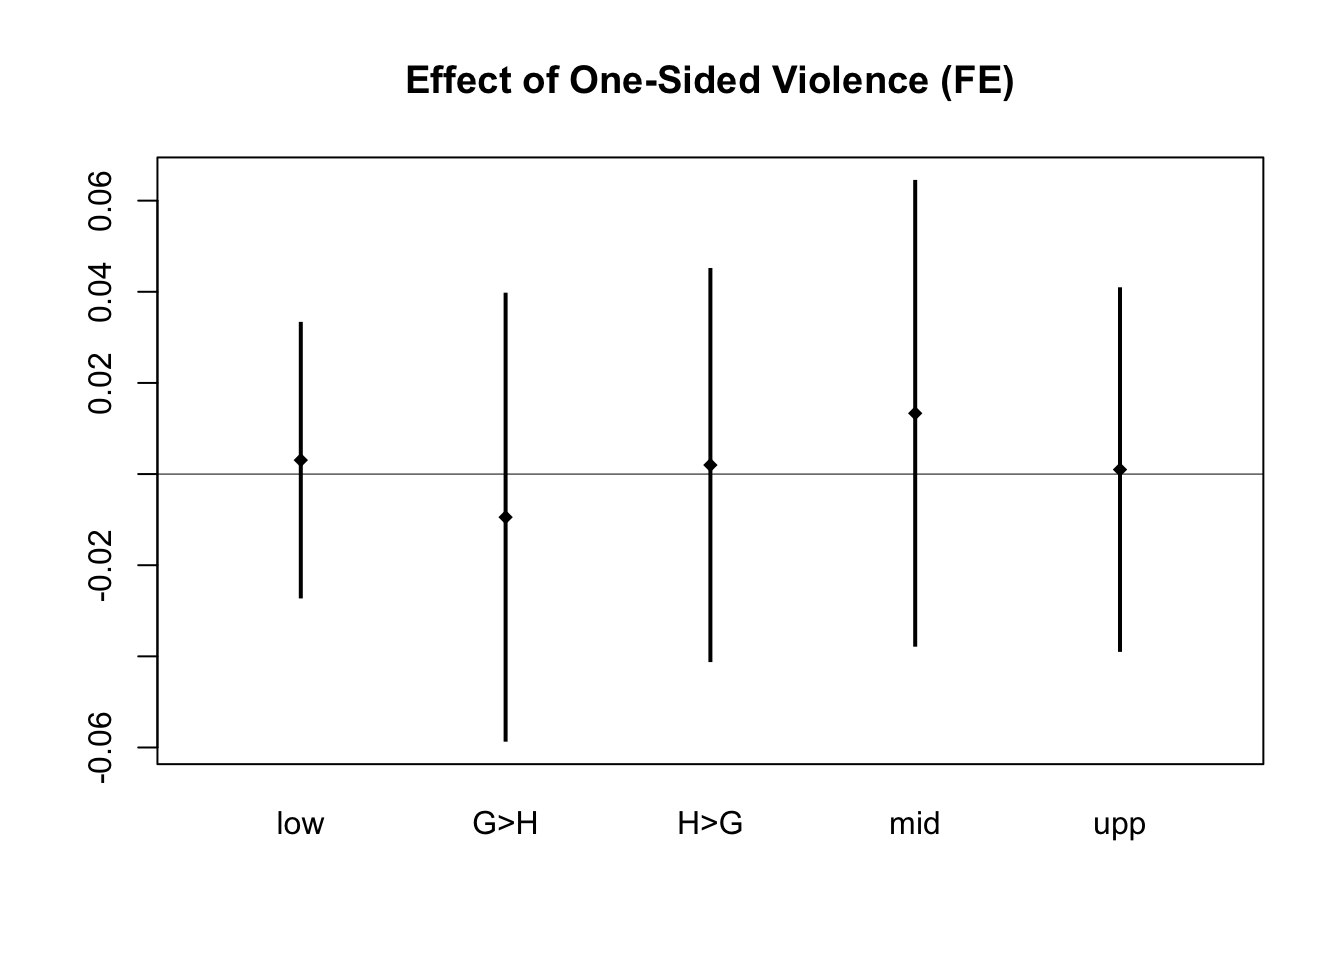 Effect of One-Sided Violence (FE)
0.06
0.04
0.02
-0.02
-0.06
low G>H H>G mid upp